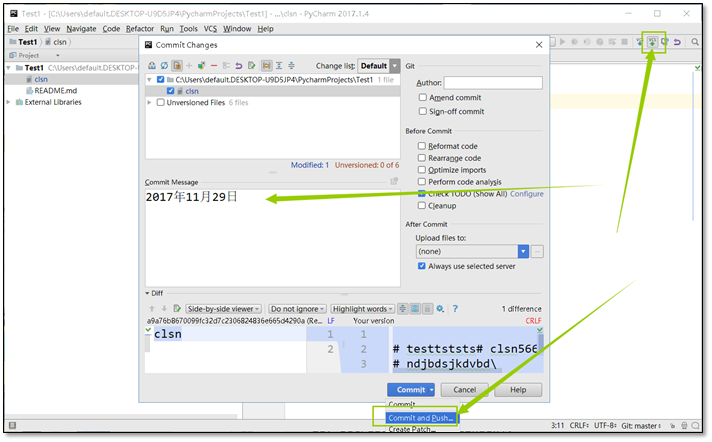 Test1 - [C:\Users\default.DESKTOP-U9D5JP4\PycharmProjects\Test1] - ...\clsn - PyCharm 2017.1.4
File Edit View Navigate Code Refactor Run Tools VCS Window Help
Test1 clsn
Project
Test1
clsn
README.md
External Libraries
Commit Changes
Change list: Default
C:\Users\default.DESKTOP-U9D5JP4\PycharmProjects\Test1 1 file
clsn
Unversioned Files 6 files
Modified: 1 Unversioned: 0 of 6
Commit Message
2017年11月29日
Git
Author:
Amend commit
Sign-off commit
Before Commit
Reformat code
Rearrange code
Optimize imports
Perform code analysis
Check TODO (Show All) Configure
Cleanup
After Commit
Upload files to:
(none)
Always use selected server
Diff
Side-by-side viewer Do not ignore Highlight words ? 1 difference
a9a76b8670099fc32d7c2306824836e665d4290a (Re... LF Your version CRLF
clsn 1 1
2 2 # testtststs# clsn566
3 # ndjbdsjkdvbd\
Commit Cancel Help
Commit
Commit and Push...
Create Patch...
3:11 CRLF UTF-8 Git: master